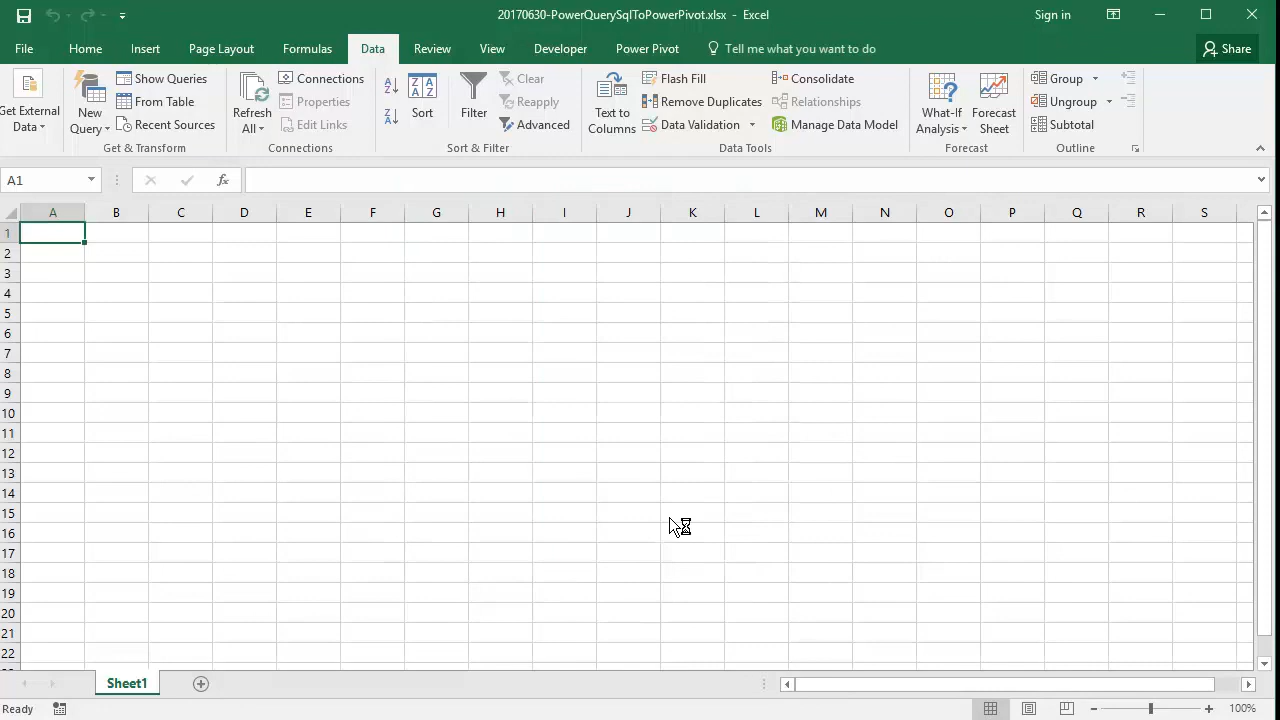 20170630-PowerQuerySqlToPowerPivot.xlsx - Excel
Sign in
File Home Insert Page Layout Formulas Data Review View Developer Power Pivot Tell me what you want to do Share
Get External Data
New Query
Show Queries
From Table
Recent Sources
Get & Transform
Refresh All
Connections
Properties
Edit Links
Connections
Sort
Filter
Clear
Reapply
Advanced
Sort & Filter
Text to Columns
Flash Fill
Remove Duplicates
Data Validation
Consolidate
Relationships
Manage Data Model
Data Tools
What-If Analysis
Forecast Sheet
Forecast
Group
Ungroup
Subtotal
Outline
A1 fx
A B C D E F G H I J K L M N O P Q R S
1
2
3
4
5
6
7
8
9
10
11
12
13
14
15
16
17
18
19
20
21
22
Sheet1
Ready 100%